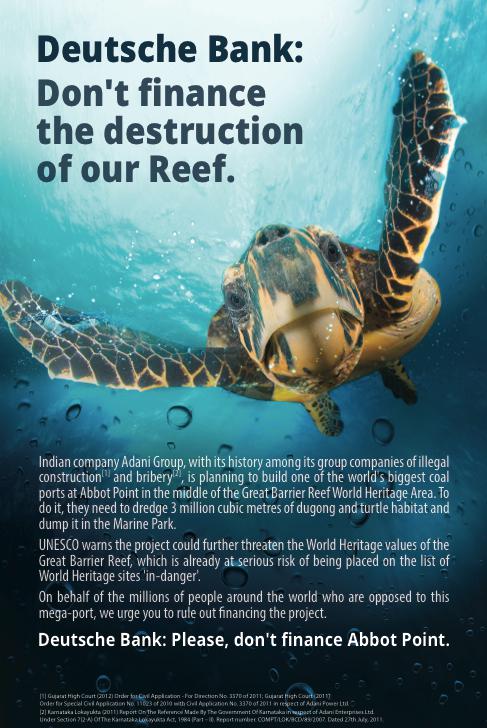 Deutsche Bank:
Don't finance
the destruction
of our Reef.
Indian company Adani Group, with its history among its group companies of illegal
construction[1] and bribery[2], is planning to build one of the world's biggest coal
ports at Abbot Point in the middle of the Great Barrier Reef World Heritage Area. To
do it, they need to dredge 3 million cubic metres of dugong and turtle habitat and
dump it in the Marine Park.
UNESCO warns the project could further threaten the World Heritage values of the
Great Barrier Reef, which is already at serious risk of being placed on the list of
World Heritage sites 'in-danger'.
On behalf of the millions of people around the world who are opposed to this
mega-port, we urge you to rule out financing the project.
Deutsche Bank: Please, don't finance Abbot Point.
[1] Gujarat High Court (2012) Order for Civil Application - For Direction No. 3370 of 2011; Gujarat High Court (2011)
Order for Special Civil Application No. 11023 of 2010 with Civil Application No. 3370 of 2011 in respect of Adani Power Ltd.
[2] Karnataka Lokayukta (2011) Report On The Reference Made By The Government Of Karnataka in respect of Adani Enterprises Ltd.
Under Section 7(2-A) Of The Karnataka Lokayukta Act, 1984 (Part – II). Report number: COMPT/LOK/BCD/89/2007. Dated 27th July, 2011.